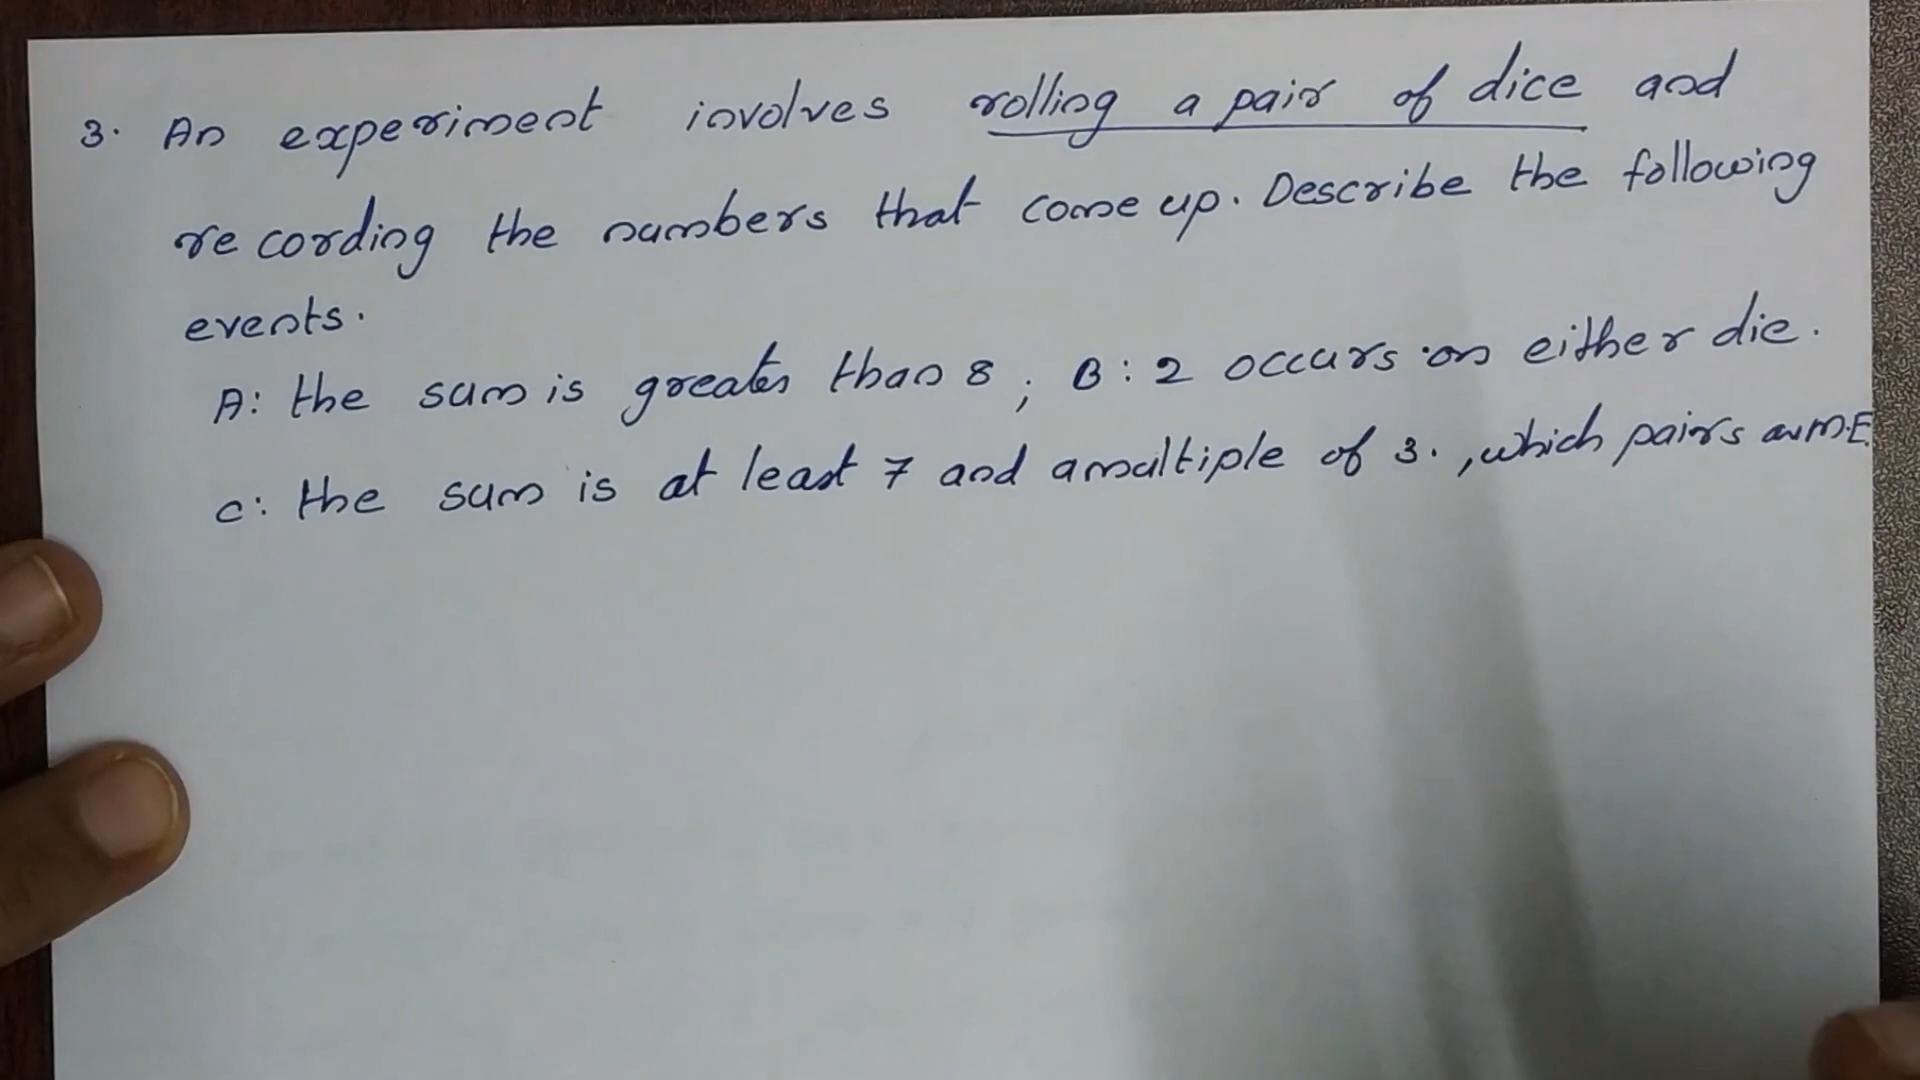 3. An experiment involves rolling a pair of dice and
recording the numbers that come up. Describe the following
events.
A: the sum is greater than 8; B: 2 occurs on either die.
C: the sum is at least 7 and a multiple of 3., which pairs are M.E